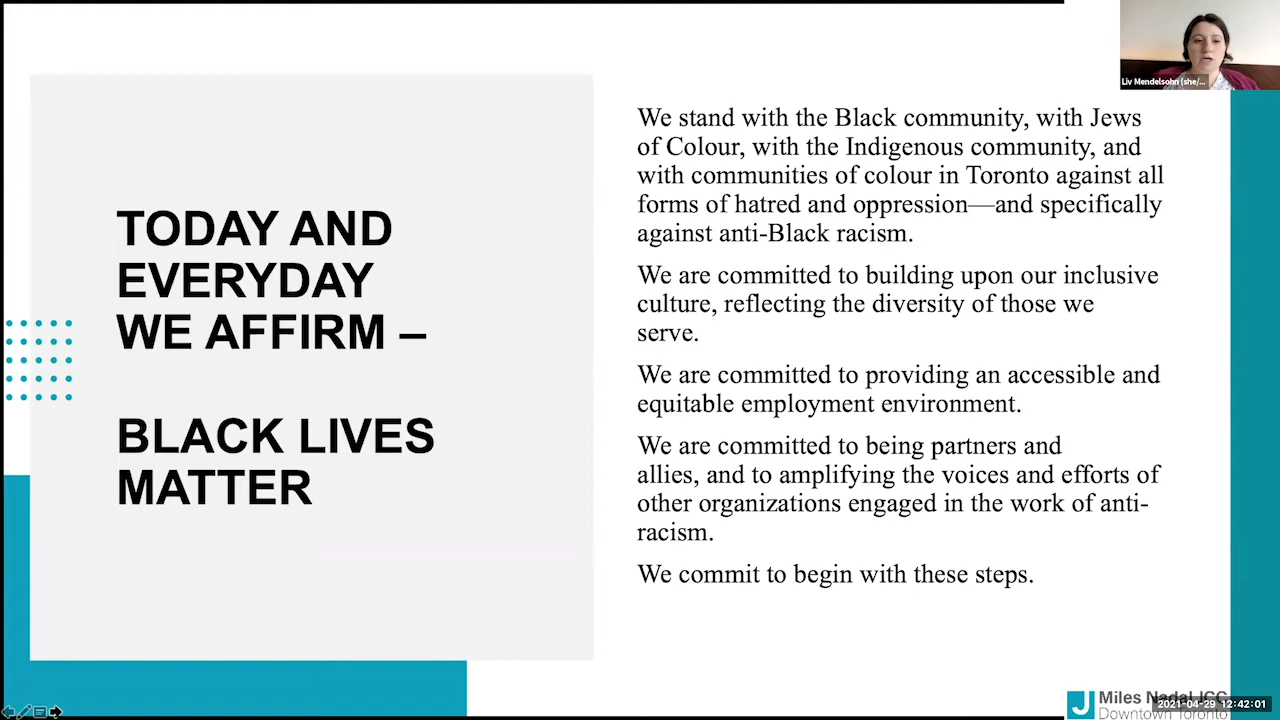 Liv Mendelsohn (she/...
TODAY AND
EVERYDAY
WE AFFIRM –
BLACK LIVES
MATTER
We stand with the Black community, with Jews
of Colour, with the Indigenous community, and
with communities of colour in Toronto against all
forms of hatred and oppression—and specifically
against anti-Black racism.
We are committed to building upon our inclusive
culture, reflecting the diversity of those we
serve.
We are committed to providing an accessible and
equitable employment environment.
We are committed to being partners and
allies, and to amplifying the voices and efforts of
other organizations engaged in the work of anti-
racism.
We commit to begin with these steps.
J Miles Nadal JCC
Downtown Toronto
2021-04-29 12:42:01